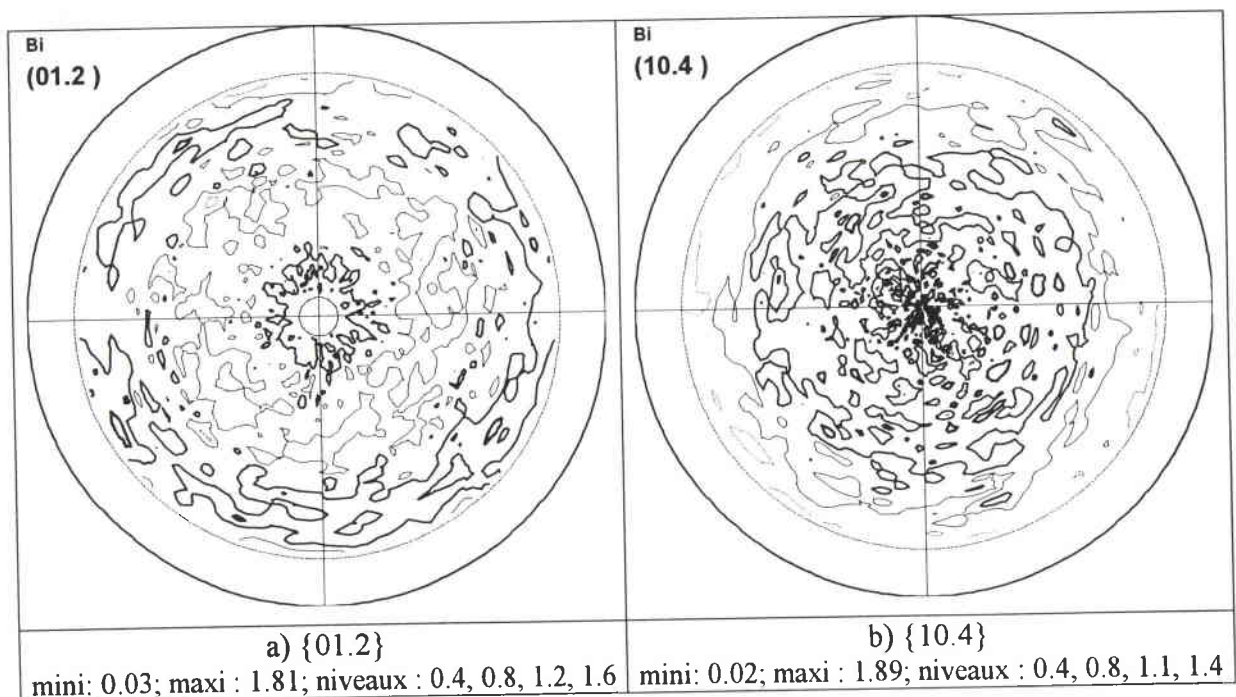 Bi
(01.2 )
Bi
(10.4 )
a) {01.2}
mini: 0.03; maxi : 1.81; niveaux : 0.4, 0.8, 1.2, 1.6
b) {10.4}
mini: 0.02; maxi : 1.89; niveaux : 0.4, 0.8, 1.1, 1.4